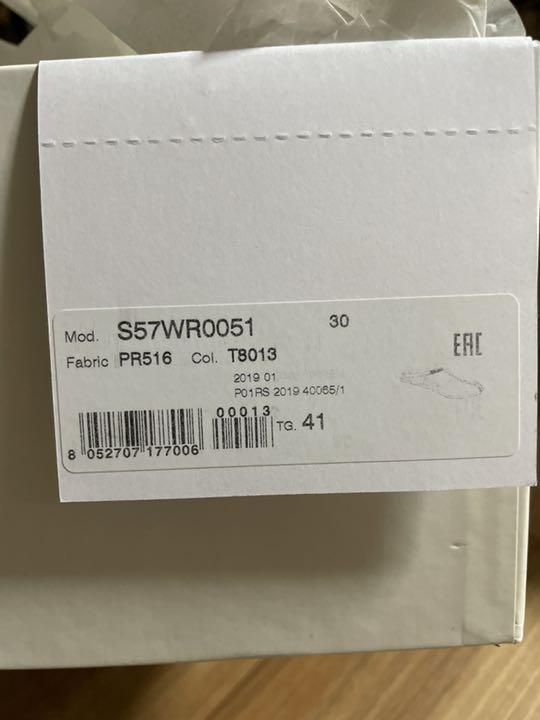 Mod. S57WR0051 30
Fabric PR516 Col. T8013
EAC
2019 01
P01RS 2019 40065/1
00013
8 052707 177006
TG. 41